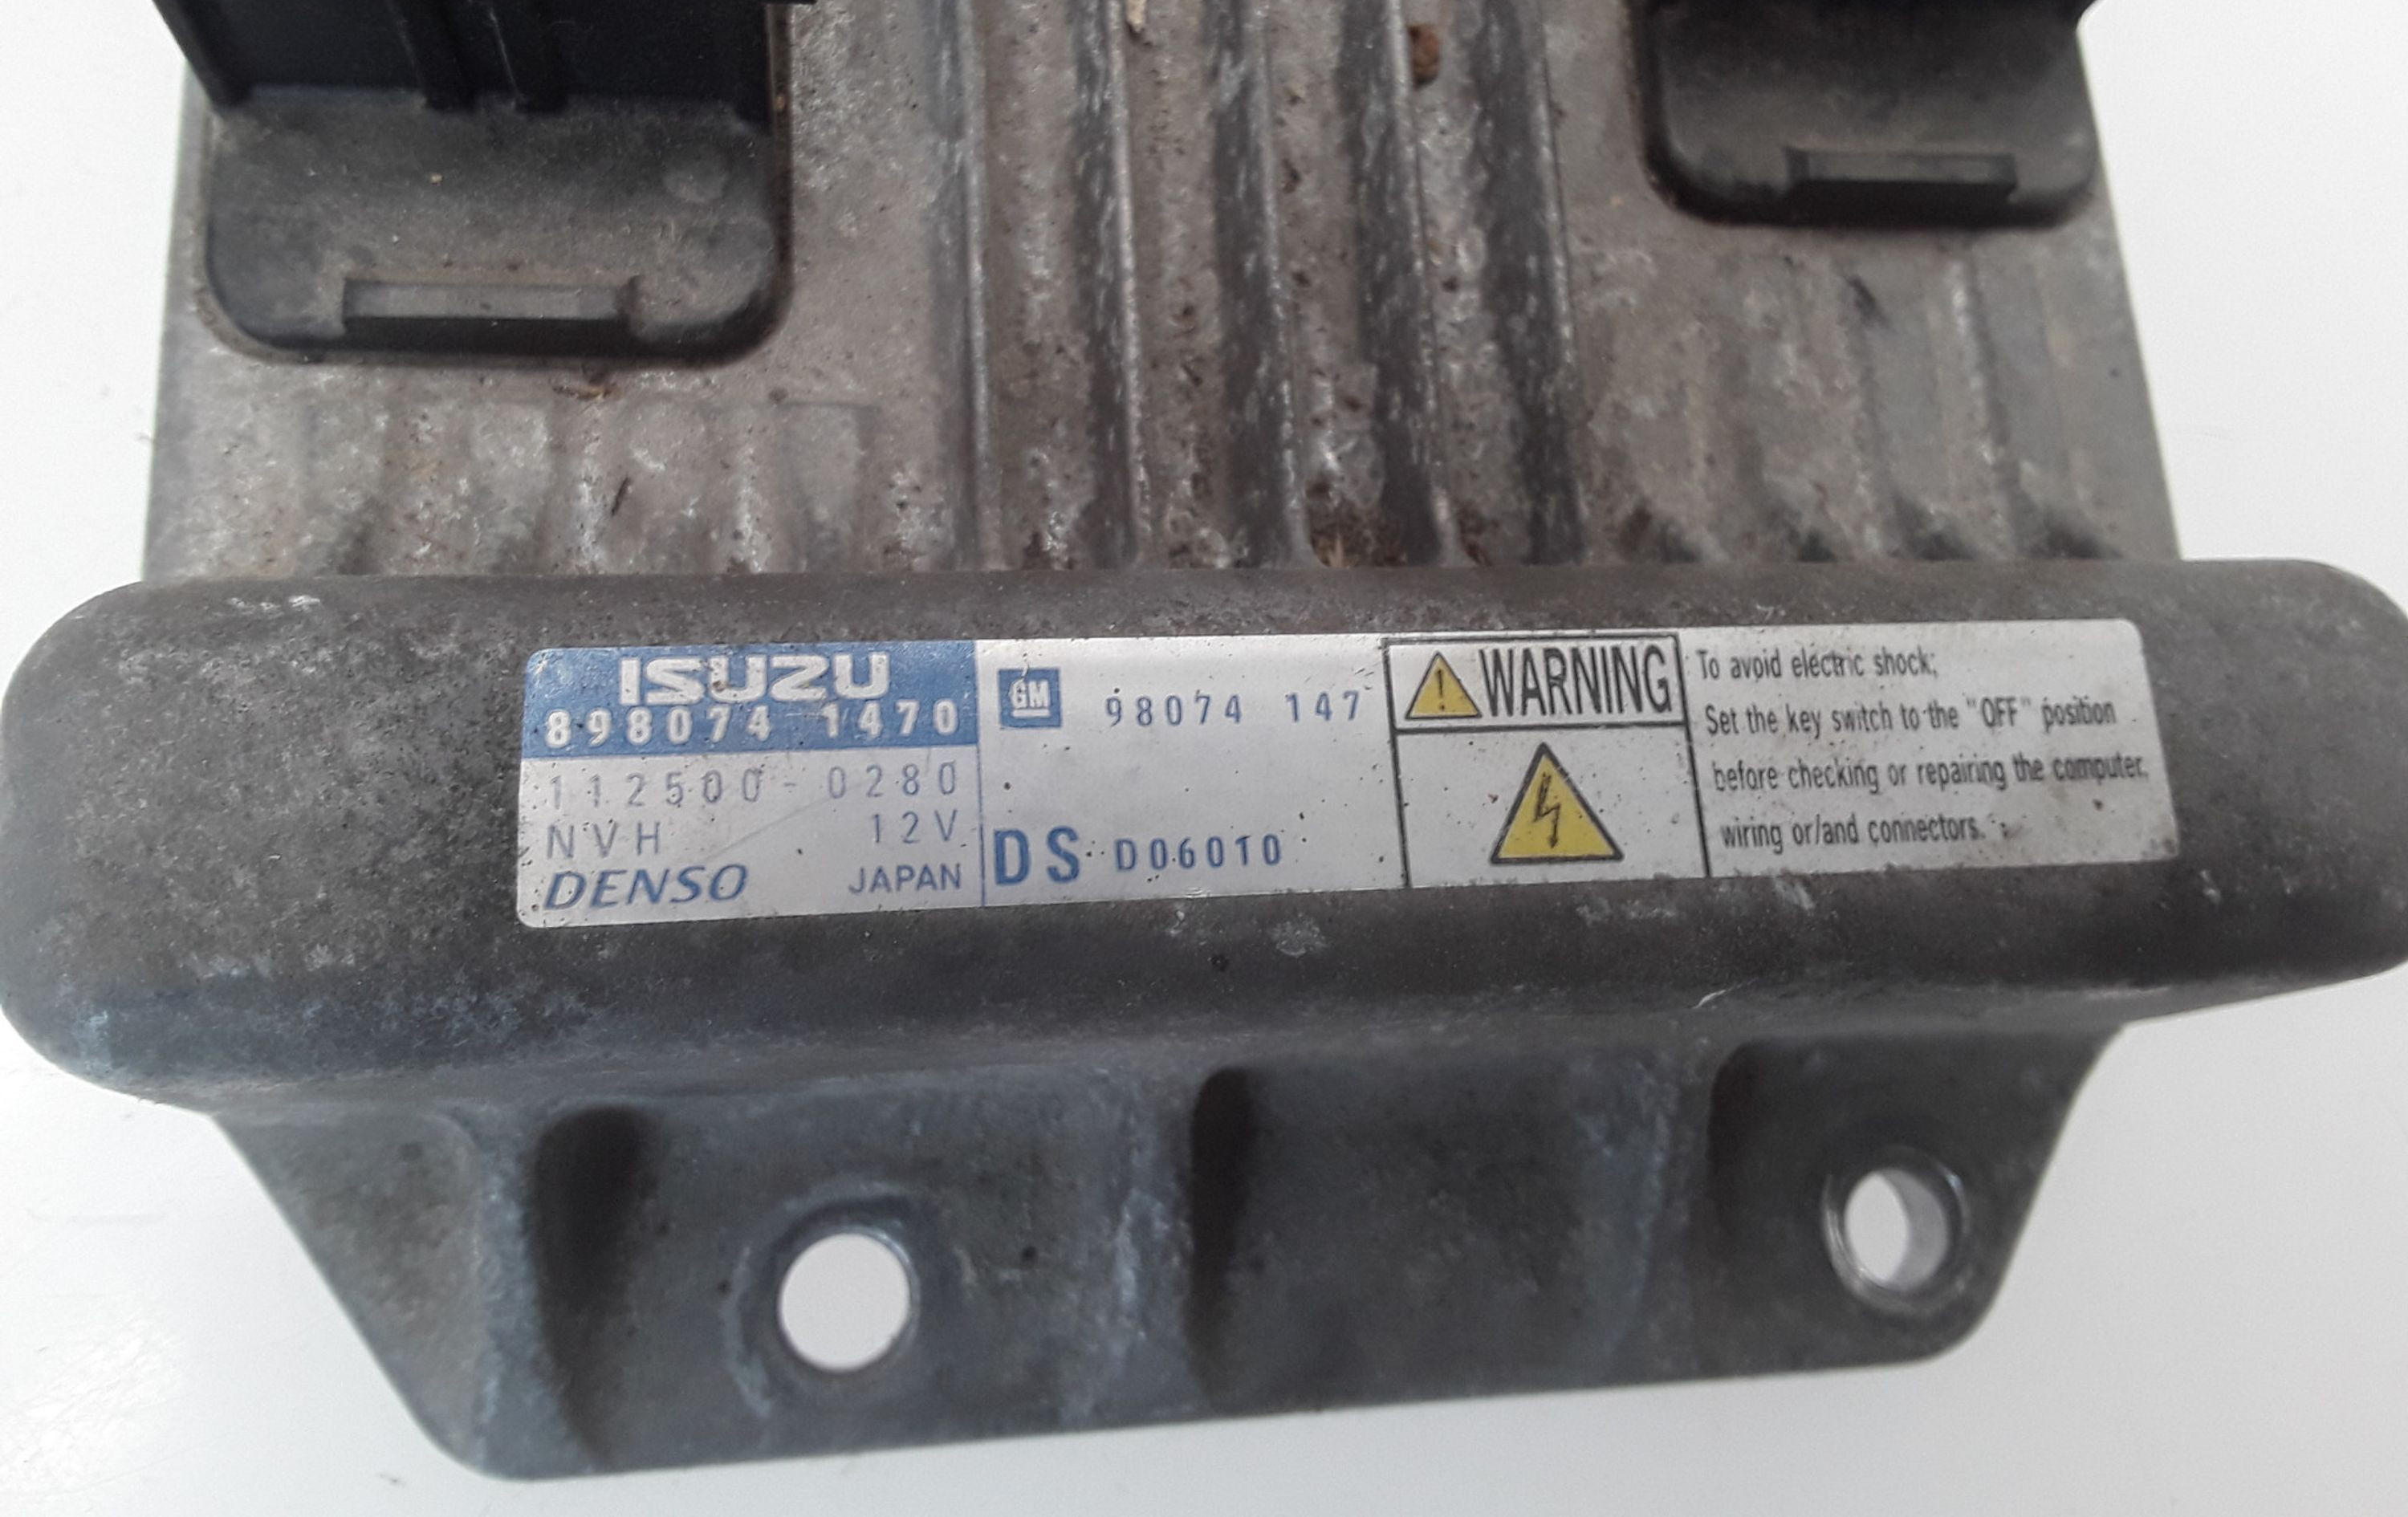 ISUZU
898074-1470
112500-0280
NVH 12V
DENSO JAPAN
GM 98074 147
DS D06010
WARNING
To avoid electric shock;
Set the key switch to the "OFF" position
before checking or repairing the computer,
wiring or/and connectors.